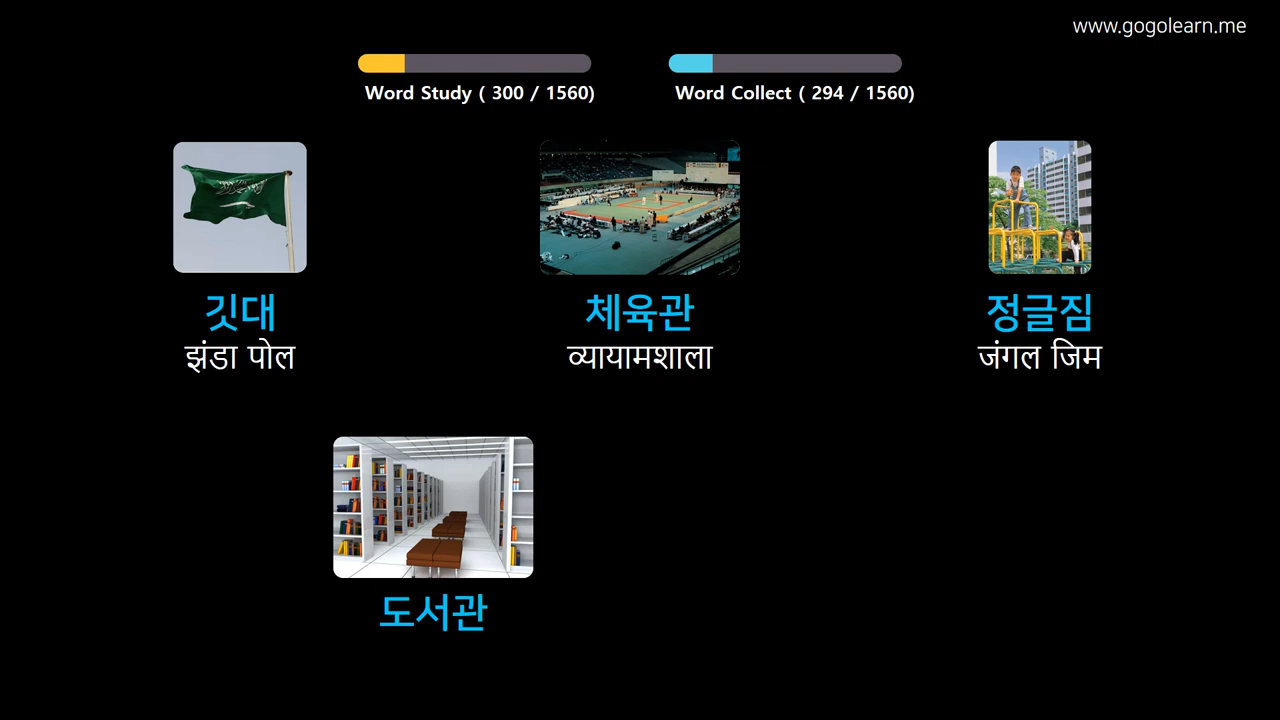 www.gogolearn.me
Word Study ( 300 / 1560)
Word Collect ( 294 / 1560)
깃대
झंडा पोल
체육관
व्यायामशाला
정글짐
जंगल जिम
도서관